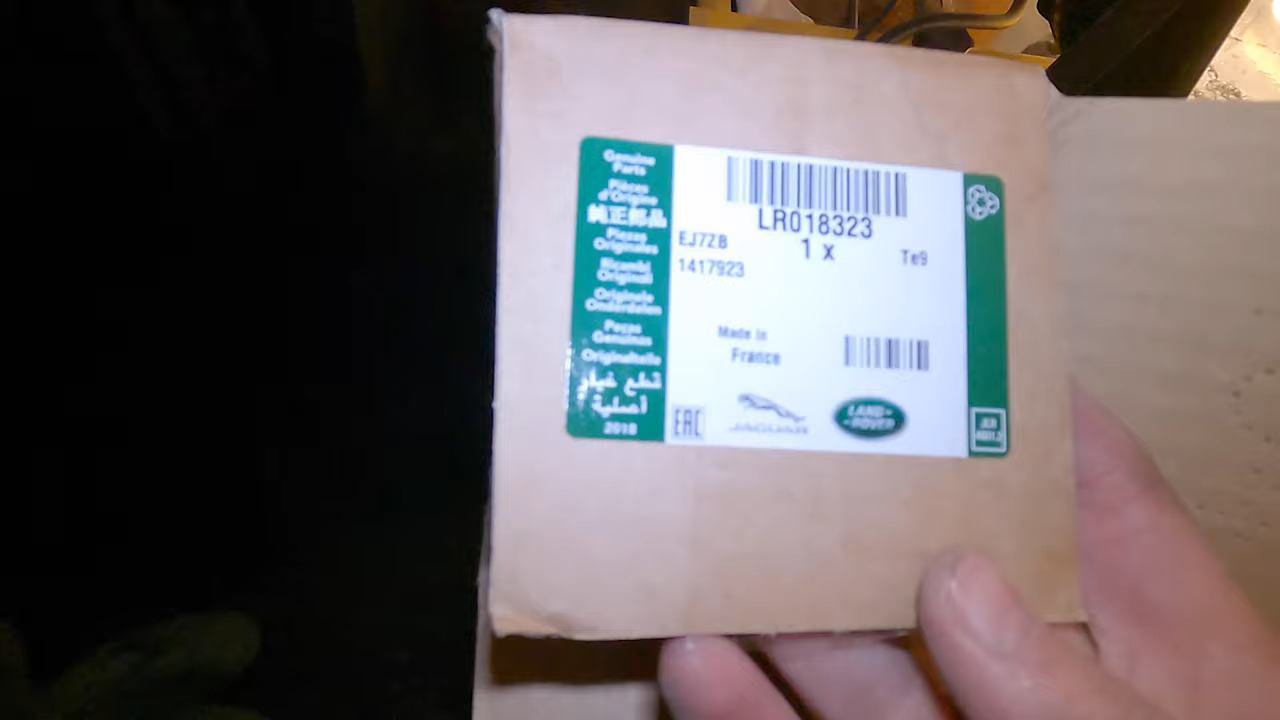 Genuine
Parts
Pièces
d'Origine
純正部品
Piezas
Originales
Ricambi
Originali
Originele
Onderdelen
Peças
Genuínas
Originalteile
قطع غيار
أصلية
2018
LR018323
1 x
EJ7ZB
Te9
1417923
Made in
France
EAC
JAGUAR
LAND-
-ROVER
JLR